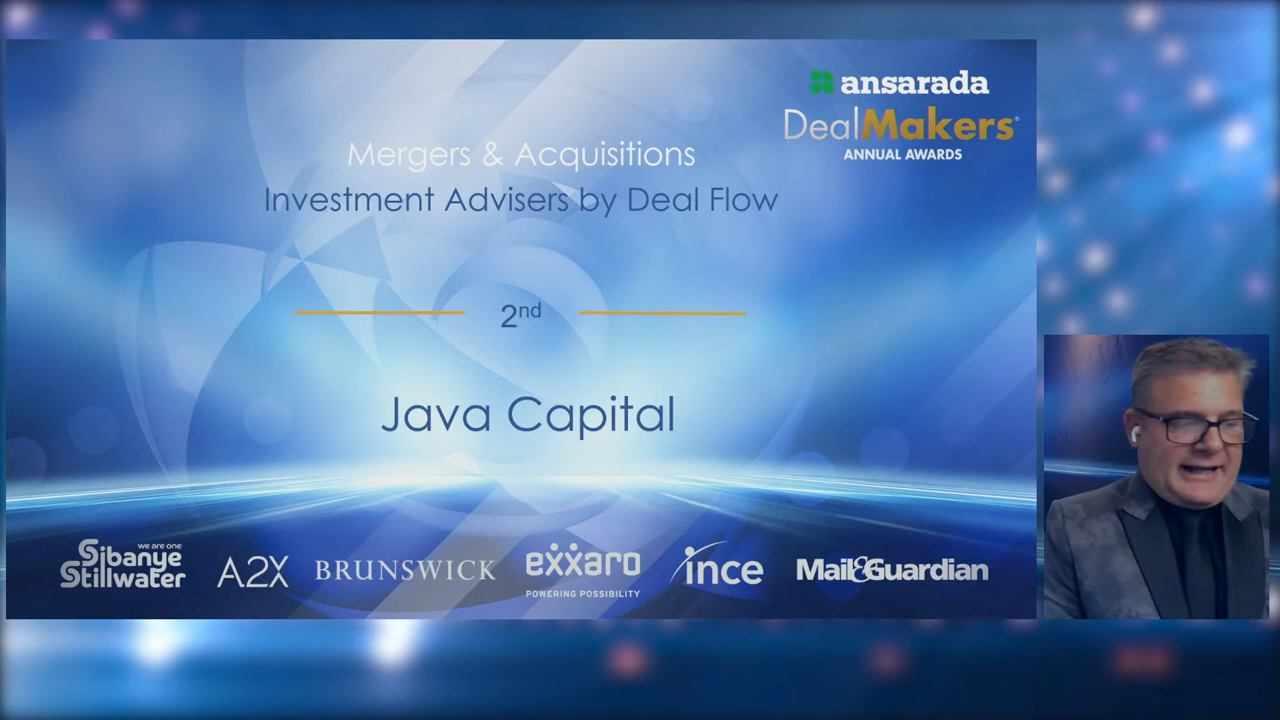 ansarada
DealMakers®
ANNUAL AWARDS
Mergers & Acquisitions
Investment Advisers by Deal Flow
2nd
Java Capital
we are one
Sibanye
Stillwater
A2X
BRUNSWICK
exxaro
POWERING POSSIBILITY
ince
Mail&Guardian